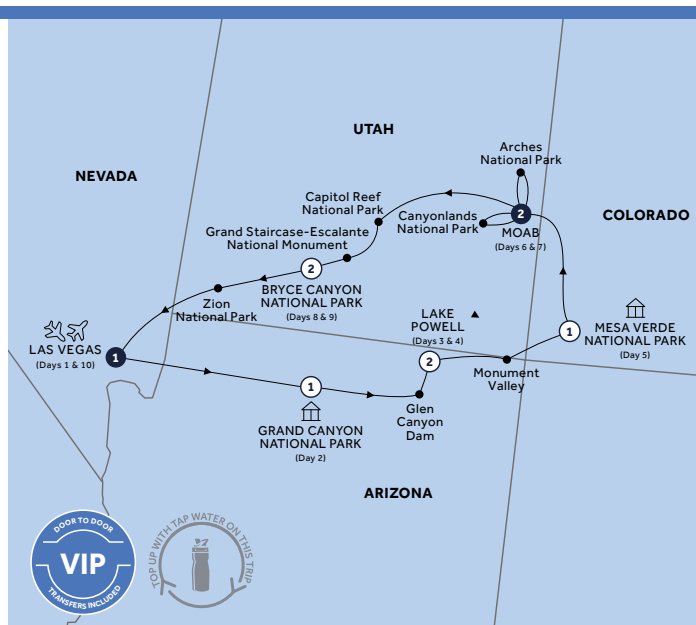 UTAH
NEVADA
COLORADO
Arches
National Park
Capitol Reef
National Park
Canyonlands
National Park
2
MOAB
(Days 6 & 7)
Grand Staircase-Escalante
National Monument
2
BRYCE CANYON
NATIONAL PARK
(Days 8 & 9)
Zion
National Park
LAKE
POWELL
(Days 3 & 4)
2
1
MESA VERDE
NATIONAL PARK
(Day 5)
LAS VEGAS
(Days 1 & 10)
1
Monument
Valley
1
GRAND CANYON
NATIONAL PARK
(Day 2)
Glen
Canyon
Dam
ARIZONA
DOOR TO DOOR
VIP
TRANSFERS INCLUDED
TOP UP WITH TAP WATER ON THIS TRIP